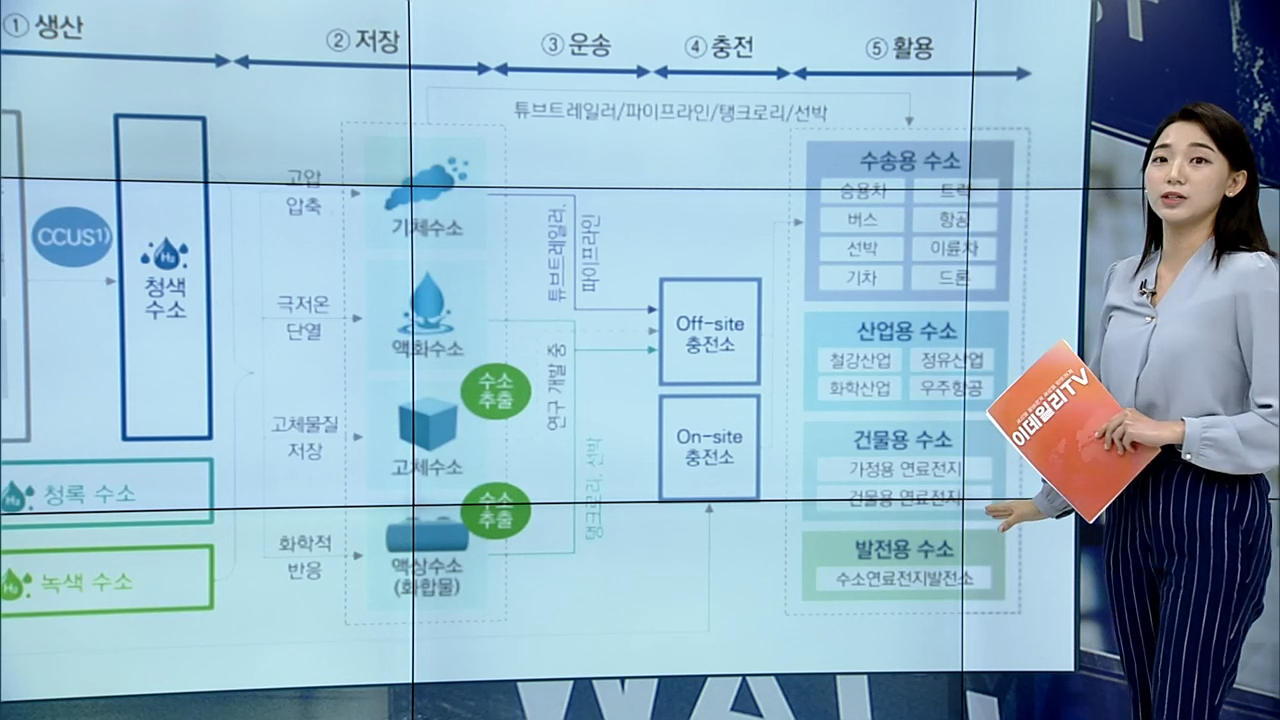 ① 생산
② 저장
③ 운송
④ 충전
⑤ 활용
튜브트레일러/파이프라인/탱크로리/선박
CCUS1)
H₂
청색
수소
H₂
청록 수소
H₂
녹색 수소
고압
압축
기체수소
극저온
단열
액화수소
고체물질
저장
고체수소
화학적
반응
액상수소
(화합물)
수소
추출
수소
추출
튜브트레일러,
파이프라인
연구 개발 중
탱크로리, 선박
Off-site
충전소
On-site
충전소
수송용 수소
승용차
트럭
버스
항공
선박
이륜차
기차
드론
산업용 수소
철강산업
정유산업
화학산업
우주항공
건물용 수소
가정용 연료전지
건물용 연료전지
발전용 수소
수소연료전지발전소
이데일리TV
WALL